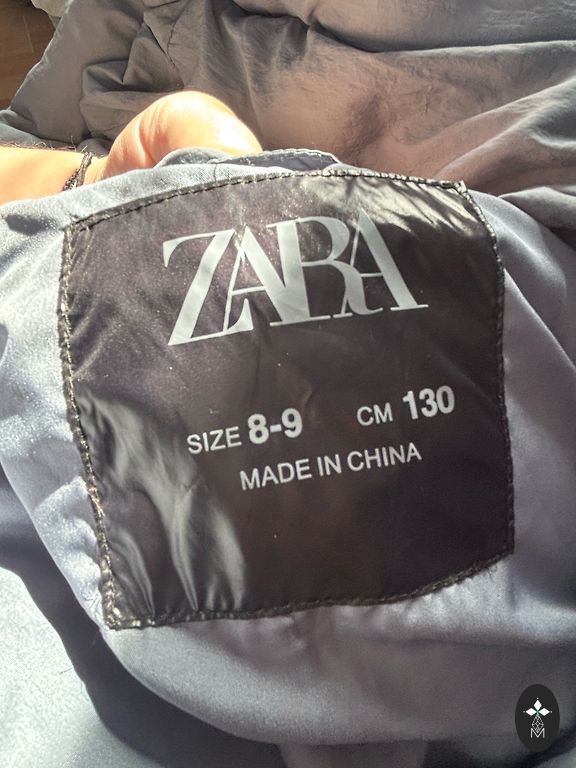 ZARA
SIZE 8-9 CM 130
MADE IN CHINA
M